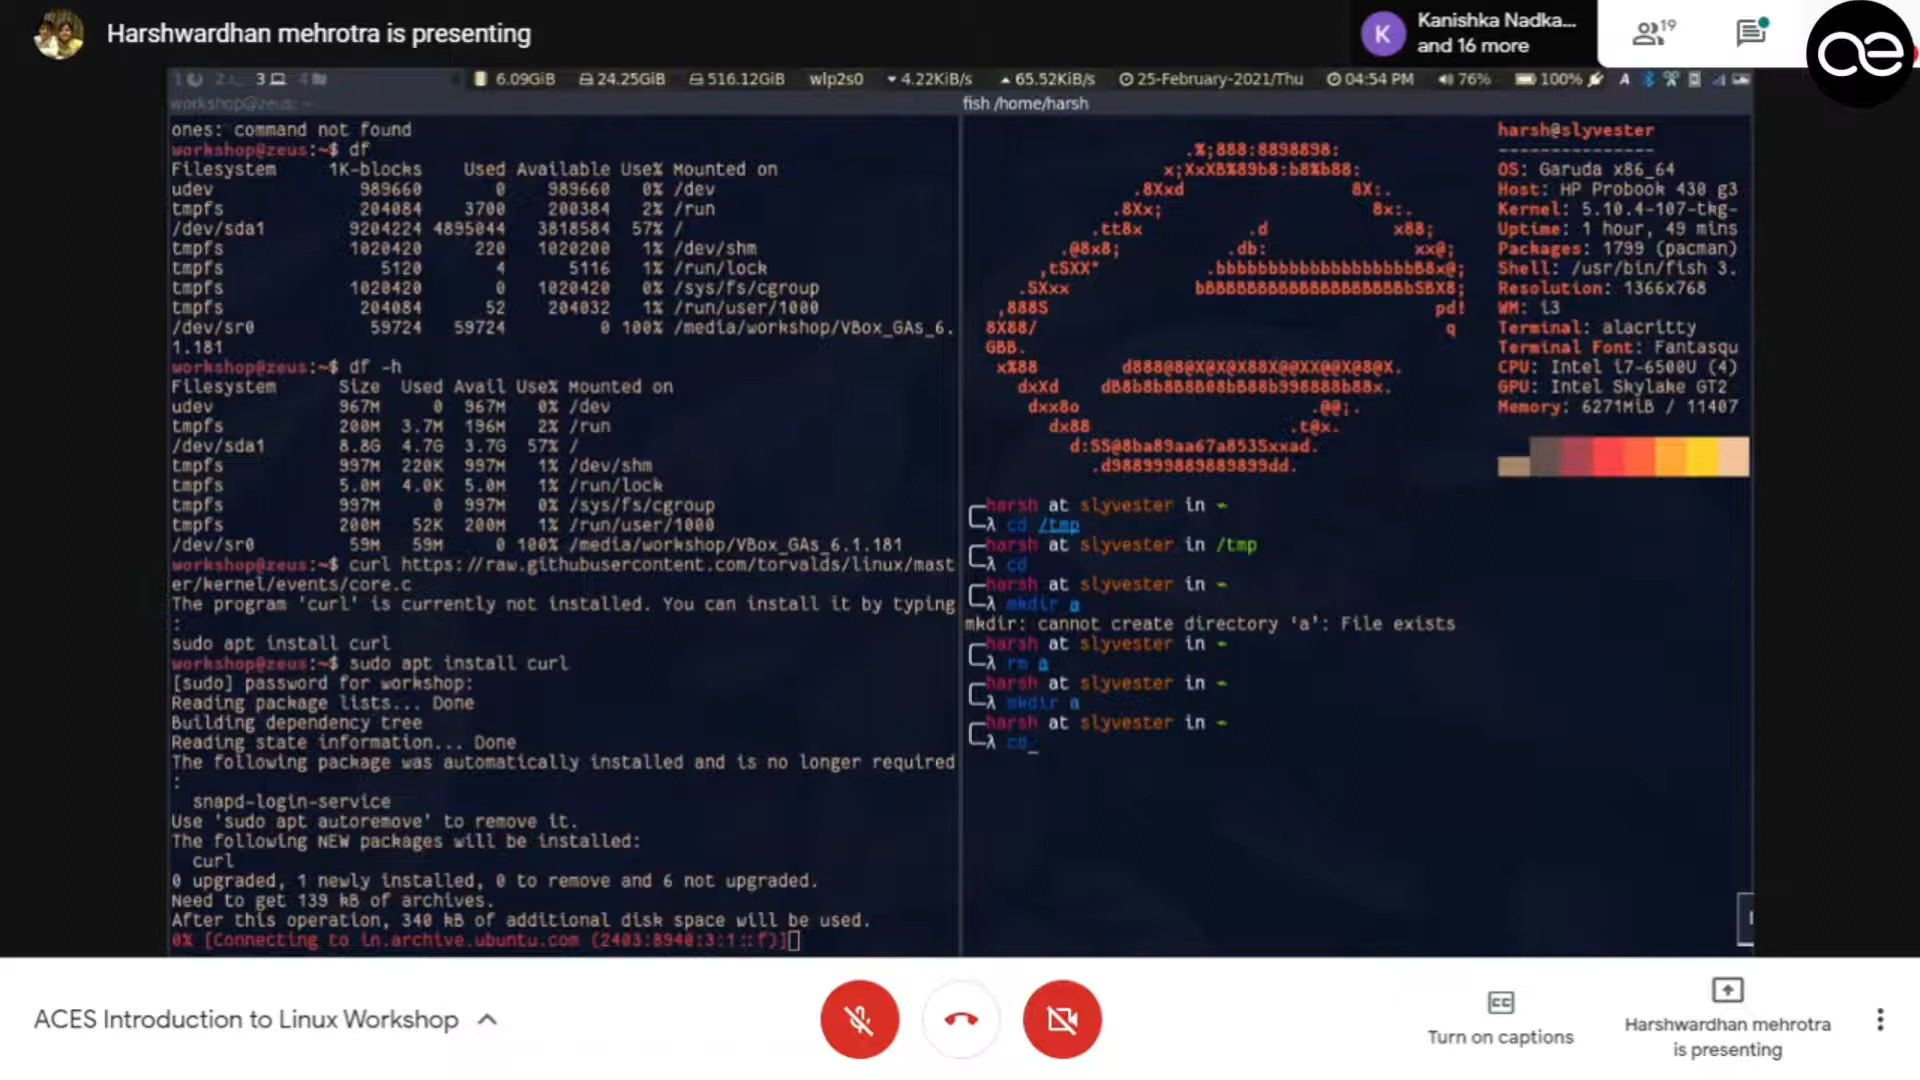 Harshwardhan mehrotra is presenting
K
Kanishka Nadka...
and 16 more
19
3
6.09GiB 24.25GiB 516.12GiB wlp2s0 4.22KiB/s 65.52KiB/s 25-February-2021/Thu 04:54 PM 76% 100% A
workshop@zeus: ~
ones: command not found
workshop@zeus:~$ df
Filesystem 1K-blocks Used Available Use% Mounted on
udev 989660 0 989660 0% /dev
tmpfs 204084 3700 200384 2% /run
/dev/sda1 9204224 4895044 3818584 57% /
tmpfs 1020420 220 1020200 1% /dev/shm
tmpfs 5120 4 5116 1% /run/lock
tmpfs 1020420 0 1020420 0% /sys/fs/cgroup
tmpfs 204084 52 204032 1% /run/user/1000
/dev/sr0 59724 59724 0 100% /media/workshop/VBox_GAs_6.
1.181
workshop@zeus:~$ df -h
Filesystem Size Used Avail Use% Mounted on
udev 967M 0 967M 0% /dev
tmpfs 200M 3.7M 196M 2% /run
/dev/sda1 8.8G 4.7G 3.7G 57% /
tmpfs 997M 220K 997M 1% /dev/shm
tmpfs 5.0M 4.0K 5.0M 1% /run/lock
tmpfs 997M 0 997M 0% /sys/fs/cgroup
tmpfs 200M 52K 200M 1% /run/user/1000
/dev/sr0 59M 59M 0 100% /media/workshop/VBox_GAs_6.1.181
workshop@zeus:~$ curl https://raw.githubusercontent.com/torvalds/linux/mast
er/kernel/events/core.c
The program 'curl' is currently not installed. You can install it by typing
:
sudo apt install curl
workshop@zeus:~$ sudo apt install curl
[sudo] password for workshop:
Reading package lists... Done
Building dependency tree
Reading state information... Done
The following package was automatically installed and is no longer required
:
snapd-login-service
Use 'sudo apt autoremove' to remove it.
The following NEW packages will be installed:
curl
0 upgraded, 1 newly installed, 0 to remove and 6 not upgraded.
Need to get 139 kB of archives.
After this operation, 340 kB of additional disk space will be used.
0% [Connecting to in.archive.ubuntu.com (2403:8940:3:1::f)]
fish /home/harsh
harsh@slyvester
---------------
OS: Garuda x86_64
Host: HP Probook 430 g3
Kernel: 5.10.4-107-tkg-
Uptime: 1 hour, 49 mins
Packages: 1799 (pacman)
Shell: /usr/bin/fish 3.
Resolution: 1366x768
WM: i3
Terminal: alacritty
Terminal Font: Fantasqu
CPU: Intel i7-6500U (4)
GPU: Intel Skylake GT2
Memory: 6271MiB / 11407
harsh at slyvester in ~
λ cd /tmp
harsh at slyvester in /tmp
λ cd
harsh at slyvester in ~
λ mkdir a
mkdir: cannot create directory 'a': File exists
harsh at slyvester in ~
λ rm a
harsh at slyvester in ~
λ mkdir a
harsh at slyvester in ~
λ cd_
ACES Introduction to Linux Workshop
Turn on captions
Harshwardhan mehrotra
is presenting